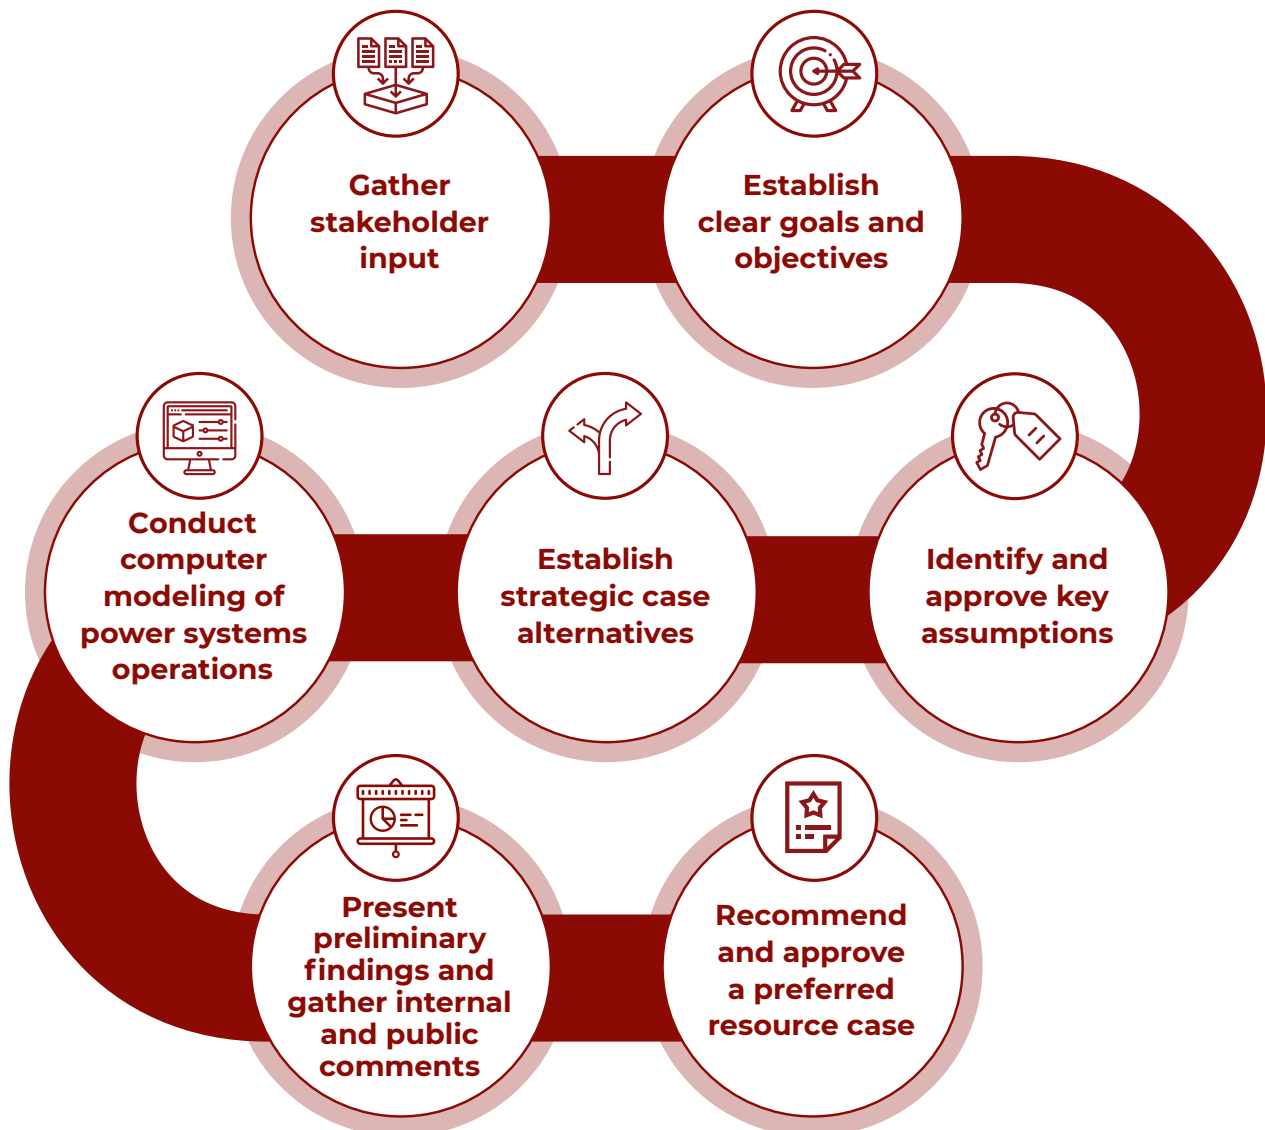 Gather
stakeholder
input
Establish
clear goals and
objectives
Identify and
approve key
assumptions
Establish
strategic case
alternatives
Conduct
computer
modeling of
power systems
operations
Present
preliminary
findings and
gather internal
and public
comments
Recommend
and approve
a preferred
resource case